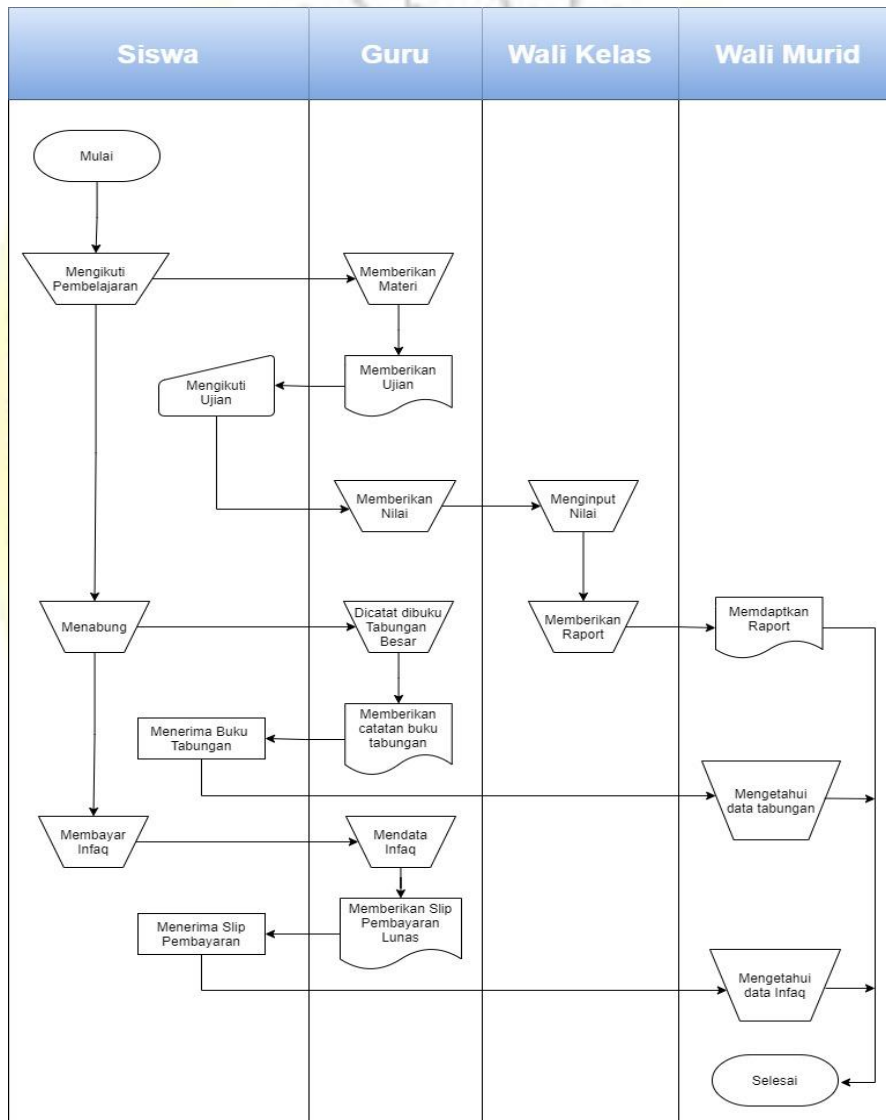 Siswa
Guru
Wali Kelas
Wali Murid
Mulai
Mengikuti
Pembelajaran
Memberikan
Materi
Memberikan
Ujian
Mengikuti
Ujian
Memberikan
Nilai
Menginput
Nilai
Menabung
Dicatat dibuku
Tabungan
Besar
Memberikan
Raport
Memdaptkan
Raport
Memberikan
catatan buku
tabungan
Menerima Buku
Tabungan
Mengetahui
data tabungan
Membayar
Infaq
Mendata
Infaq
Memberikan Slip
Pembayaran
Lunas
Menerima Slip
Pembayaran
Mengetahui
data Infaq
Selesai